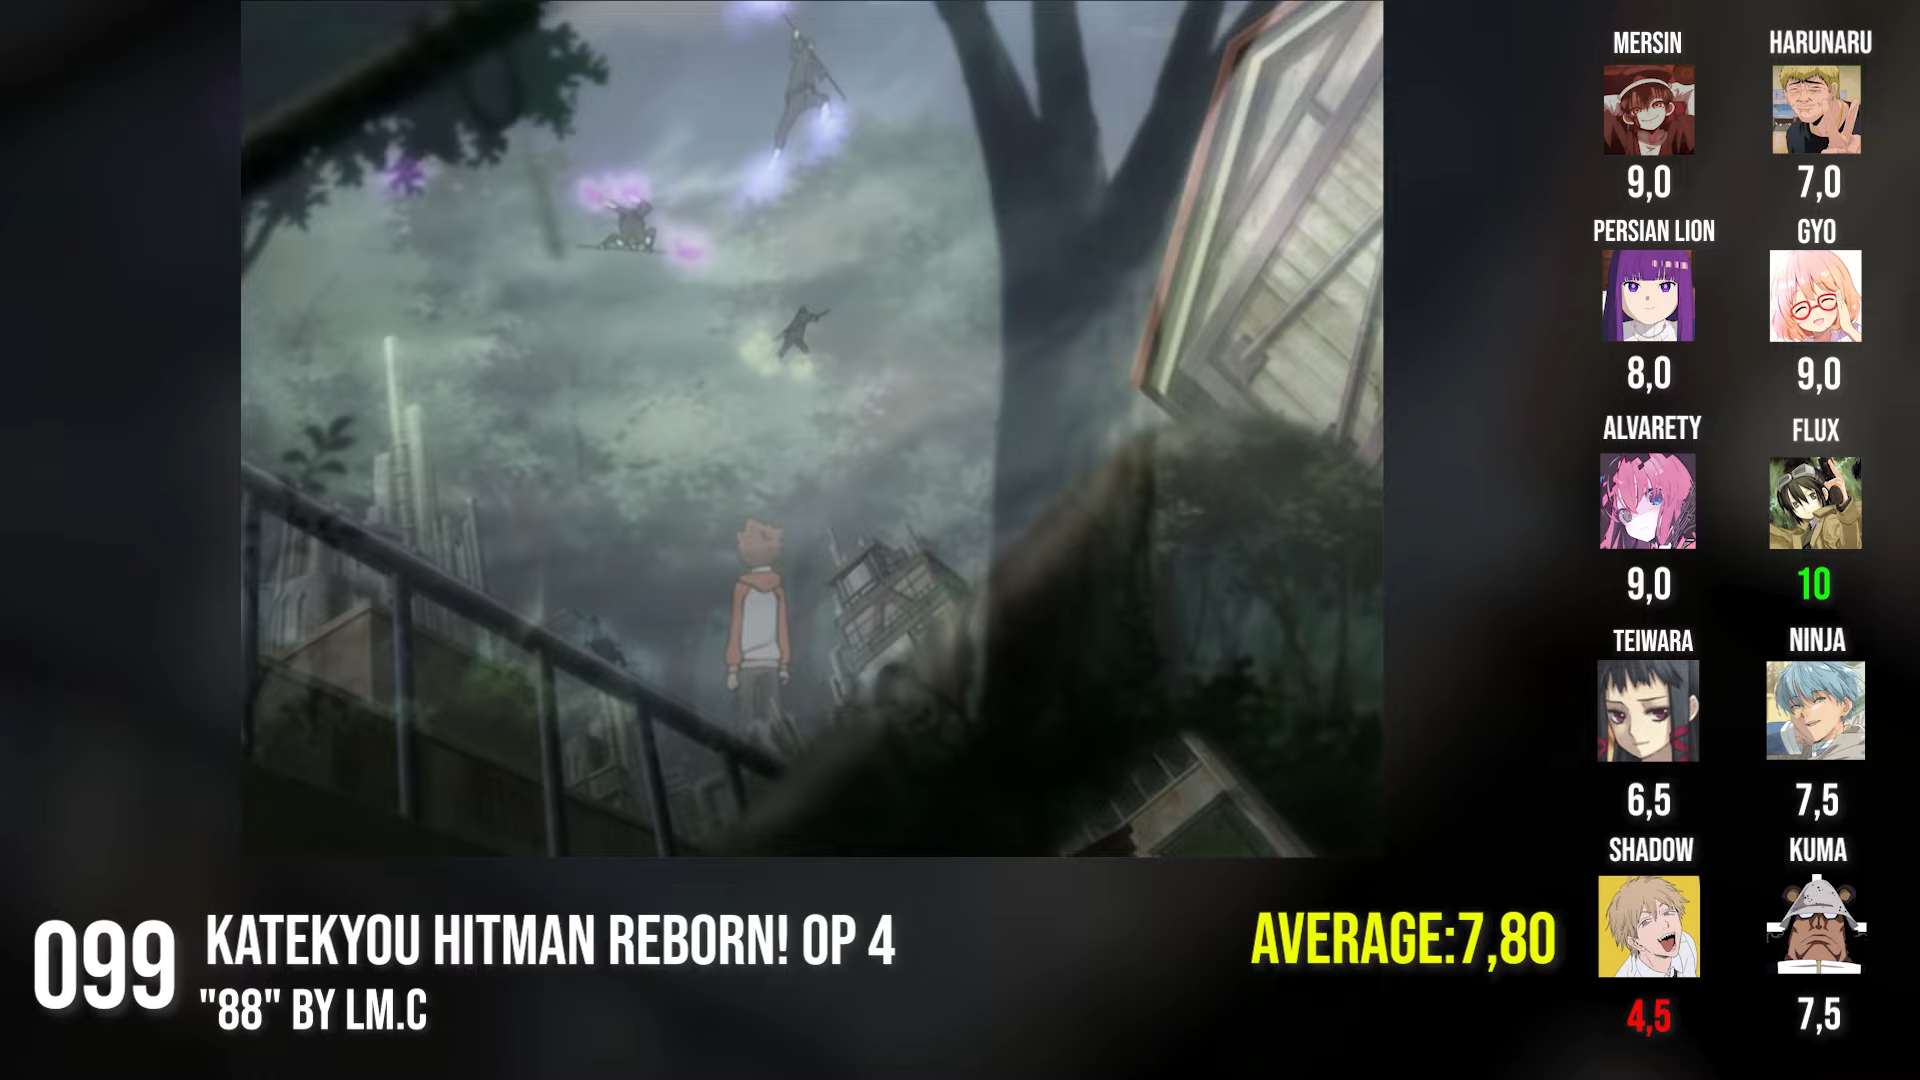 MERSIN HARUNARU
9,0 7,0
PERSIAN LION GYO
8,0 9,0
ALVARETY FLUX
9,0 10
TEIWARA NINJA
6,5 7,5
SHADOW KUMA
4,5 7,5
099 KATEKYOU HITMAN REBORN! OP 4
"88" BY LM.C
AVERAGE:7,80